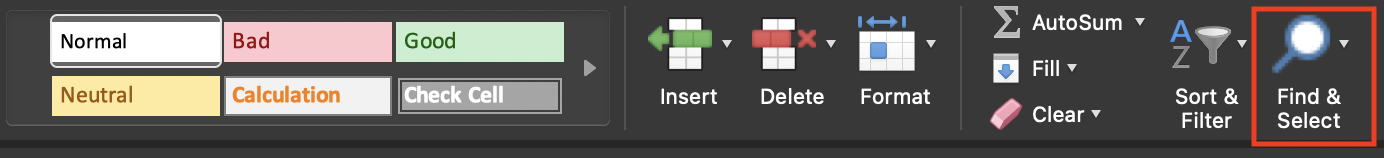 Normal
Bad
Good
Neutral
Calculation
Check Cell
Insert
Delete
Format
Σ AutoSum
Fill
Clear
A
Z
Sort &
Filter
Find &
Select